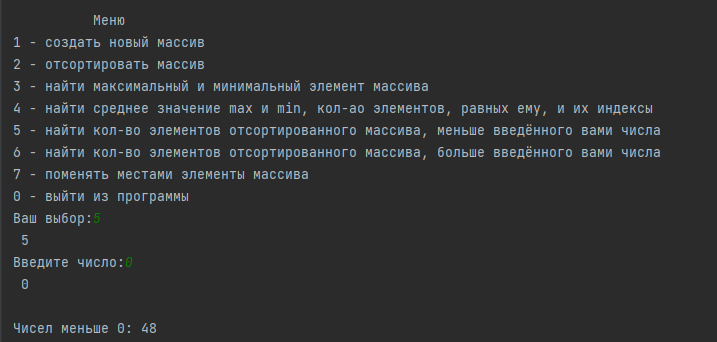 Меню
1 - создать новый массив
2 - отсортировать массив
3 - найти максимальный и минимальный элемент массива
4 - найти среднее значение max и min, кол-ао элементов, равных ему, и их индексы
5 - найти кол-во элементов отсортированного массива, меньше введённого вами числа
6 - найти кол-во элементов отсортированного массива, больше введённого вами числа
7 - поменять местами элементы массива
0 - выйти из программы
Ваш выбор:5
5
Введите число:0
0
Чисел меньше 0: 48